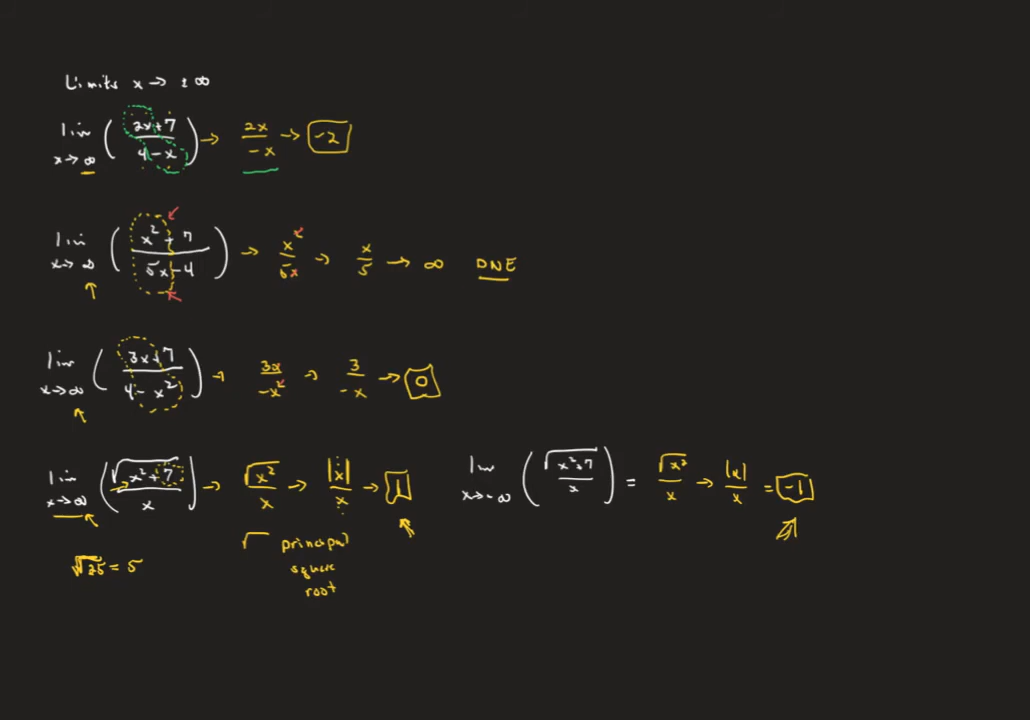 Limits x → ±∞
lim x→∞ ( (2x+7)/(4-x) ) → 2x/-x → -2
lim x→∞ ( (x²+7)/(5x-4) ) → x²/5x → x/5 → ∞ DNE
lim x→∞ ( (3x+7)/(4-x²) ) → 3x/-x² → 3/-x → 0
lim x→∞ ( √(x²+7)/x ) → √x²/x → |x|/x → 1
lim x→-∞ ( √(x²+7)/x ) = √x²/x → |x|/x = -1
√25 = 5
√ principal
square
root